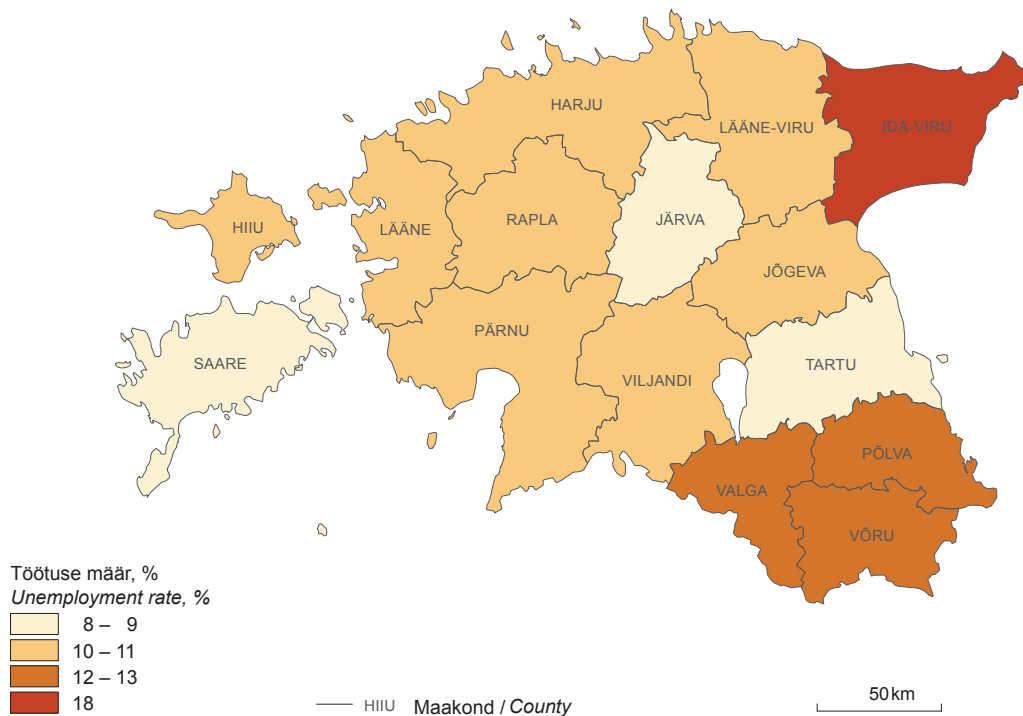 HARJU
LÄÄNE-VIRU
IDA-VIRU
HIIU
LÄÄNE
RAPLA
JÄRVA
JÕGEVA
PÄRNU
SAARE
VILJANDI
TARTU
PÕLVA
VALGA
VÕRU
Töötuse määr, %
Unemployment rate, %
8 – 9
10 – 11
12 – 13
18
HIIU Maakond / County
50 km